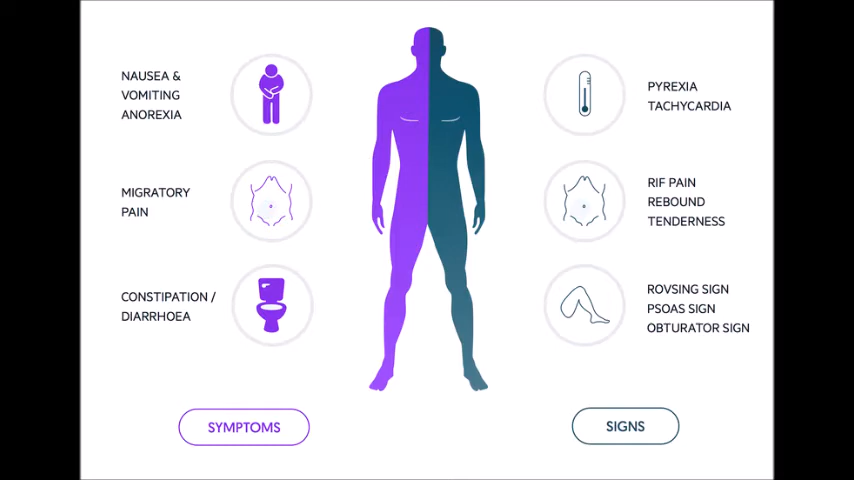 NAUSEA &
VOMITING
ANOREXIA
MIGRATORY
PAIN
CONSTIPATION /
DIARRHOEA
SYMPTOMS
PYREXIA
TACHYCARDIA
RIF PAIN
REBOUND
TENDERNESS
ROVSING SIGN
PSOAS SIGN
OBTURATOR SIGN
SIGNS